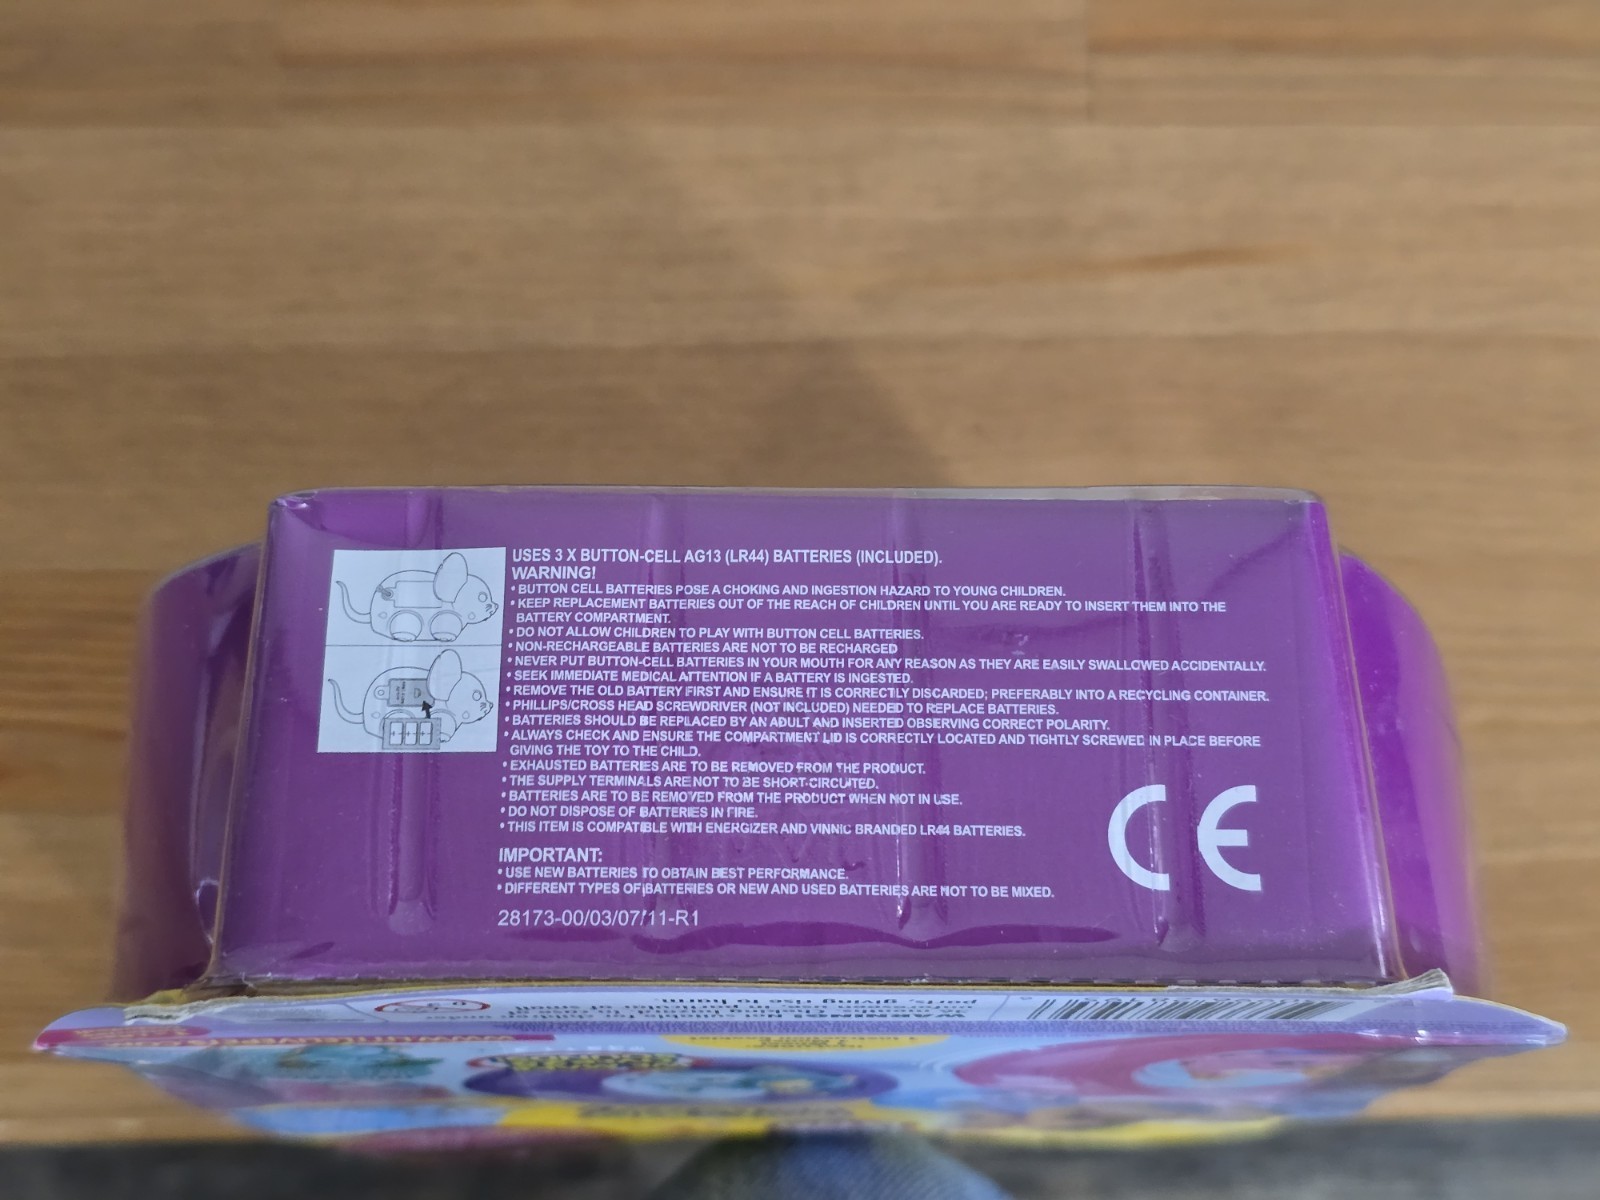 USES 3 X BUTTON-CELL AG13 (LR44) BATTERIES (INCLUDED).
WARNING!
• BUTTON CELL BATTERIES POSE A CHOKING AND INGESTION HAZARD TO YOUNG CHILDREN.
• KEEP REPLACEMENT BATTERIES OUT OF THE REACH OF CHILDREN UNTIL YOU ARE READY TO INSERT THEM INTO THE
BATTERY COMPARTMENT.
• DO NOT ALLOW CHILDREN TO PLAY WITH BUTTON CELL BATTERIES.
• NON-RECHARGEABLE BATTERIES ARE NOT TO BE RECHARGED
• NEVER PUT BUTTON-CELL BATTERIES IN YOUR MOUTH FOR ANY REASON AS THEY ARE EASILY SWALLOWED ACCIDENTALLY.
• SEEK IMMEDIATE MEDICAL ATTENTION IF A BATTERY IS INGESTED.
• REMOVE THE OLD BATTERY FIRST AND ENSURE IT IS CORRECTLY DISCARDED; PREFERABLY INTO A RECYCLING CONTAINER.
• PHILLIPS/CROSS HEAD SCREWDRIVER (NOT INCLUDED) NEEDED TO REPLACE BATTERIES.
• BATTERIES SHOULD BE REPLACED BY AN ADULT AND INSERTED OBSERVING CORRECT POLARITY.
• ALWAYS CHECK AND ENSURE THE COMPARTMENT LID IS CORRECTLY LOCATED AND TIGHTLY SCREWED IN PLACE BEFORE
GIVING THE TOY TO THE CHILD.
• EXHAUSTED BATTERIES ARE TO BE REMOVED FROM THE PRODUCT.
• THE SUPPLY TERMINALS ARE NOT TO BE SHORT-CIRCUITED.
• BATTERIES ARE TO BE REMOVED FROM THE PRODUCT WHEN NOT IN USE.
• DO NOT DISPOSE OF BATTERIES IN FIRE.
• THIS ITEM IS COMPATIBLE WITH ENERGIZER AND VINNIC BRANDED LR44 BATTERIES.
IMPORTANT:
• USE NEW BATTERIES TO OBTAIN BEST PERFORMANCE.
• DIFFERENT TYPES OF BATTERIES OR NEW AND USED BATTERIES ARE NOT TO BE MIXED.
28173-00/03/07/11-R1
CE
parts, giving rise to harm.